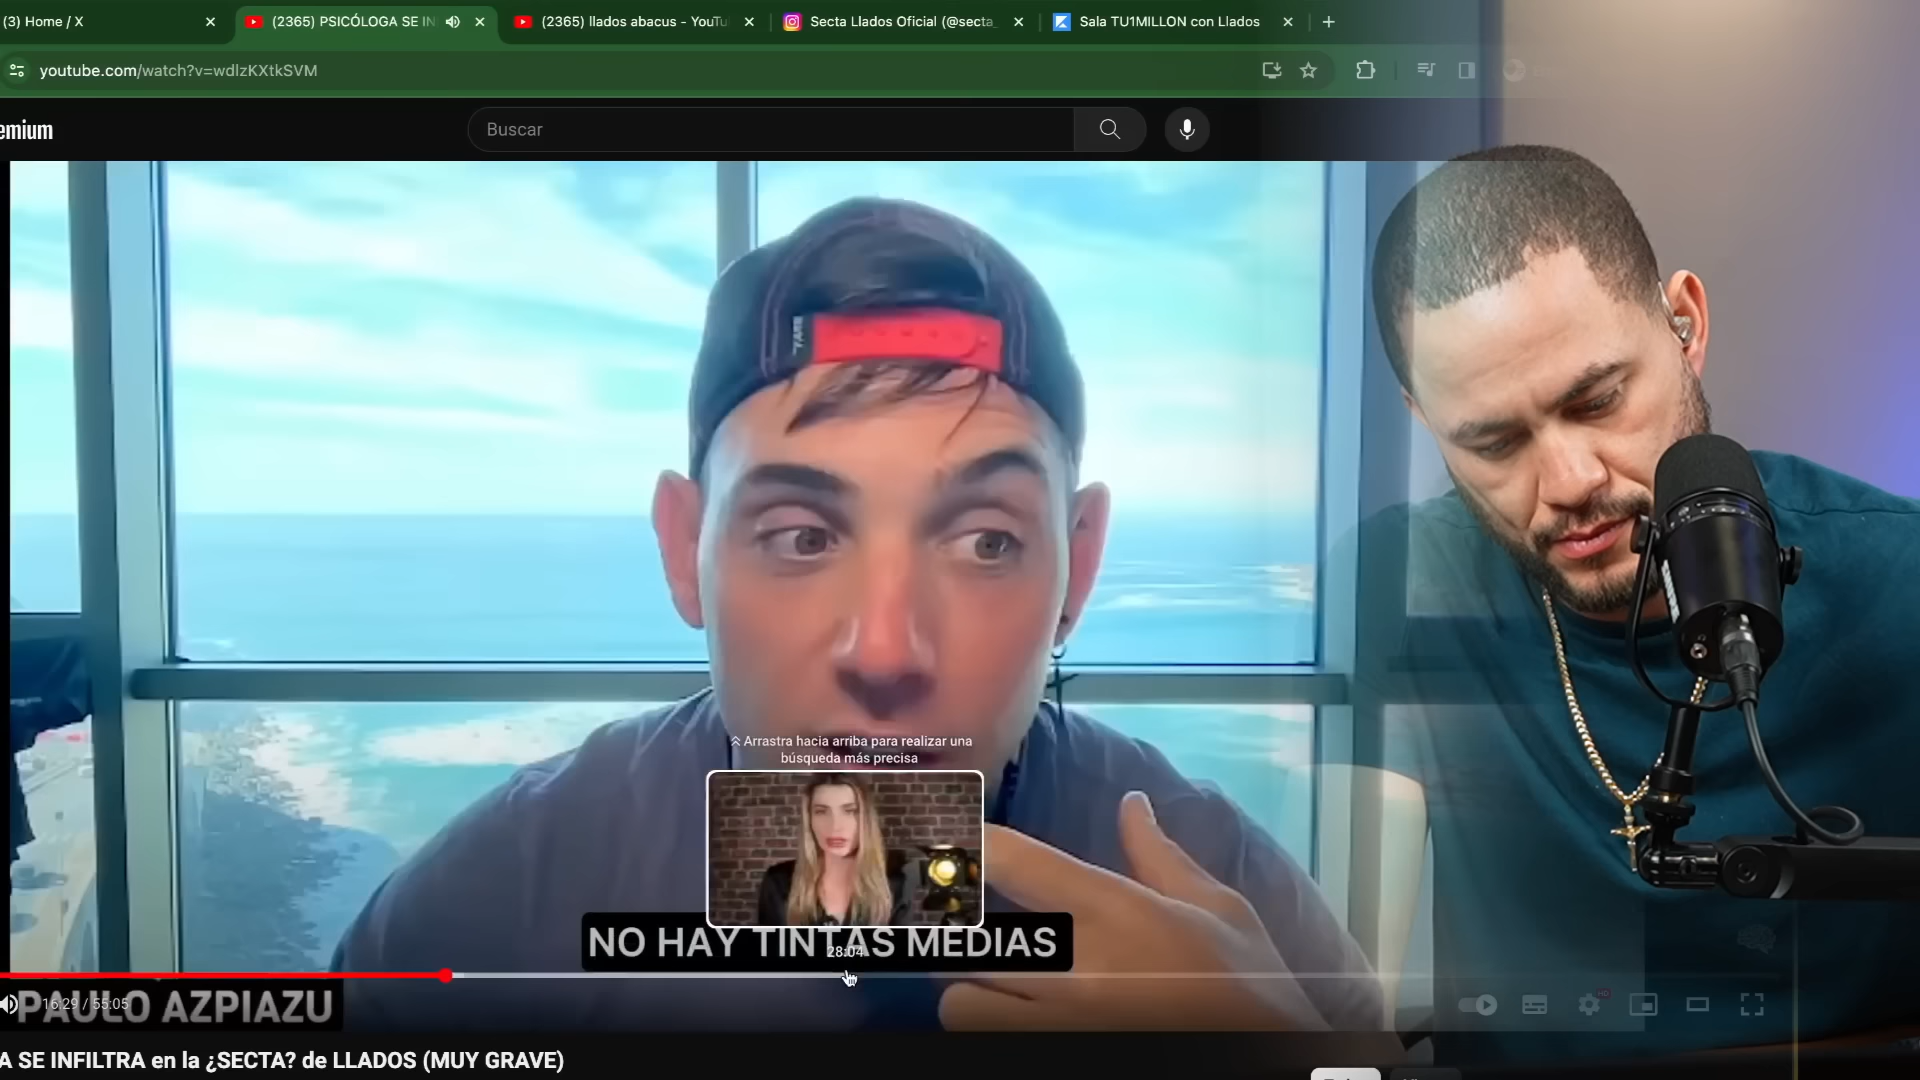 (3) Home / X
(2365) PSICÓLOGA SE IN
(2365) llados abacus - YouTu
Secta Llados Oficial (@secta_
Sala TU1MILLON con Llados
youtube.com/watch?v=wdlzKXtkSVM
emium
Buscar
Arrastra hacia arriba para realizar una
búsqueda más precisa
NO HAY TINTAS MEDIAS
28:04
16:29 / 55:05
PAULO AZPIAZU
HD
A SE INFILTRA en la ¿SECTA? de LLADOS (MUY GRAVE)